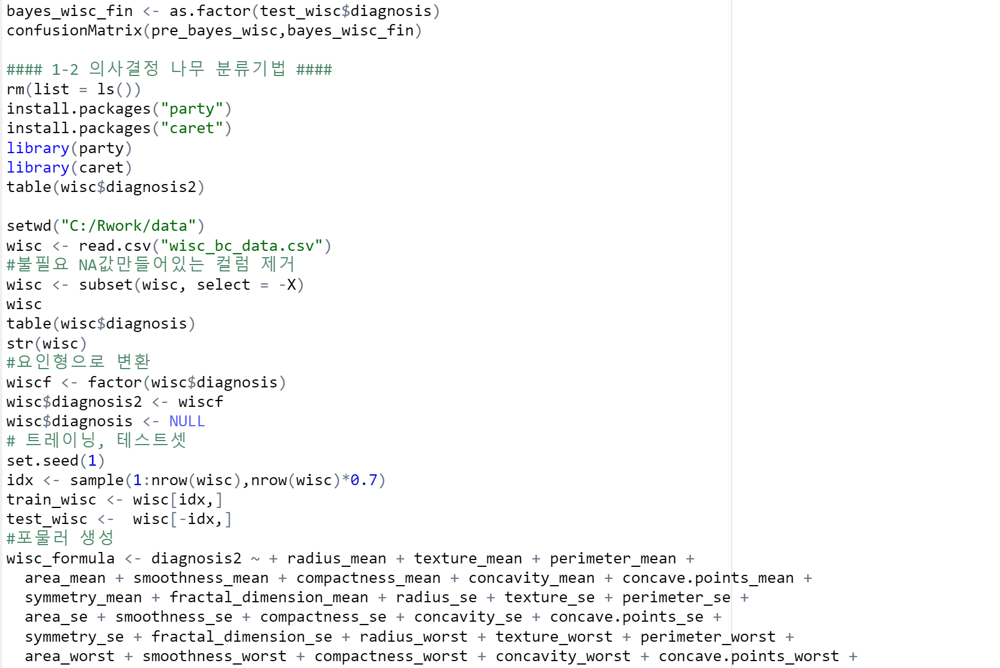 bayes_wisc_fin <- as.factor(test_wisc$diagnosis)
confusionMatrix(pre_bayes_wisc,bayes_wisc_fin)
#### 1-2 의사결정 나무 분류기법 ####
rm(list = ls())
install.packages("party")
install.packages("caret")
library(party)
library(caret)
table(wisc$diagnosis2)
setwd("C:/Rwork/data")
wisc <- read.csv("wisc_bc_data.csv")
#불필요 NA값만들어있는 컬럼 제거
wisc <- subset(wisc, select = -X)
wisc
table(wisc$diagnosis)
str(wisc)
#요인형으로 변환
wiscf <- factor(wisc$diagnosis)
wisc$diagnosis2 <- wiscf
wisc$diagnosis <- NULL
# 트레이닝, 테스트셋
set.seed(1)
idx <- sample(1:nrow(wisc),nrow(wisc)*0.7)
train_wisc <- wisc[idx,]
test_wisc <-  wisc[-idx,]
#포물러 생성
wisc_formula <- diagnosis2 ~ + radius_mean + texture_mean + perimeter_mean +
  area_mean + smoothness_mean + compactness_mean + concavity_mean + concave.points_mean +
  symmetry_mean + fractal_dimension_mean + radius_se + texture_se + perimeter_se +
  area_se + smoothness_se + compactness_se + concavity_se + concave.points_se +
  symmetry_se + fractal_dimension_se + radius_worst + texture_worst + perimeter_worst +
  area_worst + smoothness_worst + compactness_worst + concavity_worst + concave.points_worst +